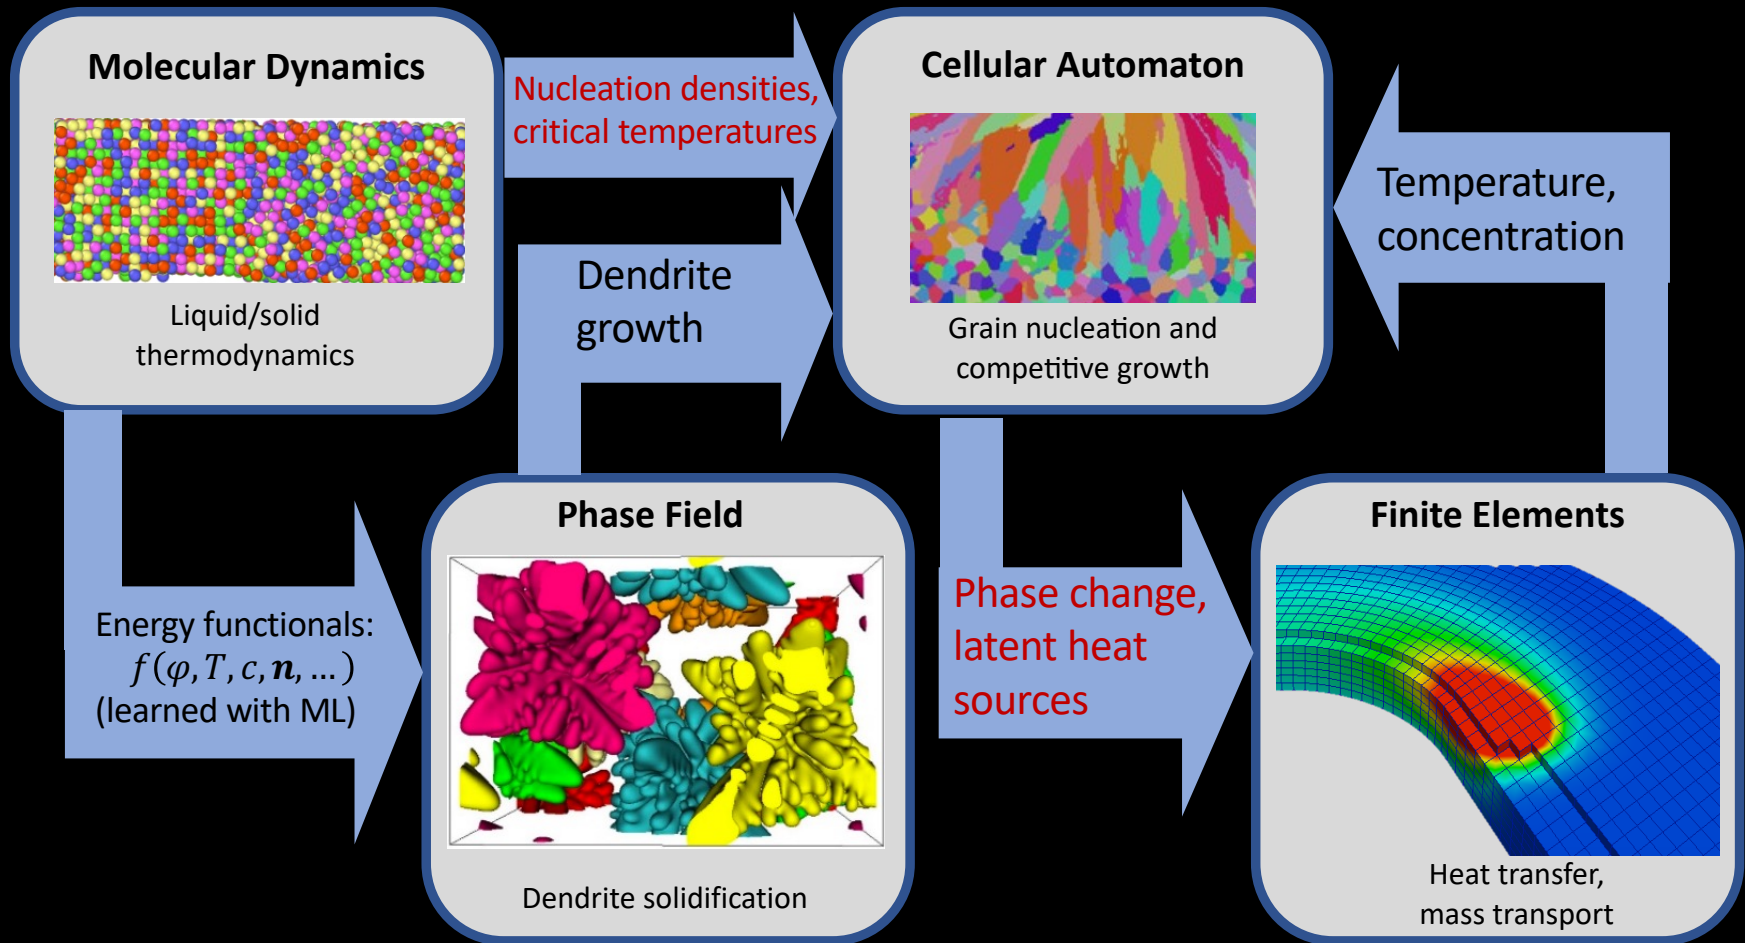 Molecular Dynamics
Liquid/solid
thermodynamics
Nucleation densities,
critical temperatures
Cellular Automaton
Grain nucleation and
competitive growth
Temperature,
concentration
Dendrite
growth
Energy functionals:
f(φ, T, c, n, …)
(learned with ML)
Phase Field
Dendrite solidification
Phase change,
latent heat
sources
Finite Elements
Heat transfer,
mass transport